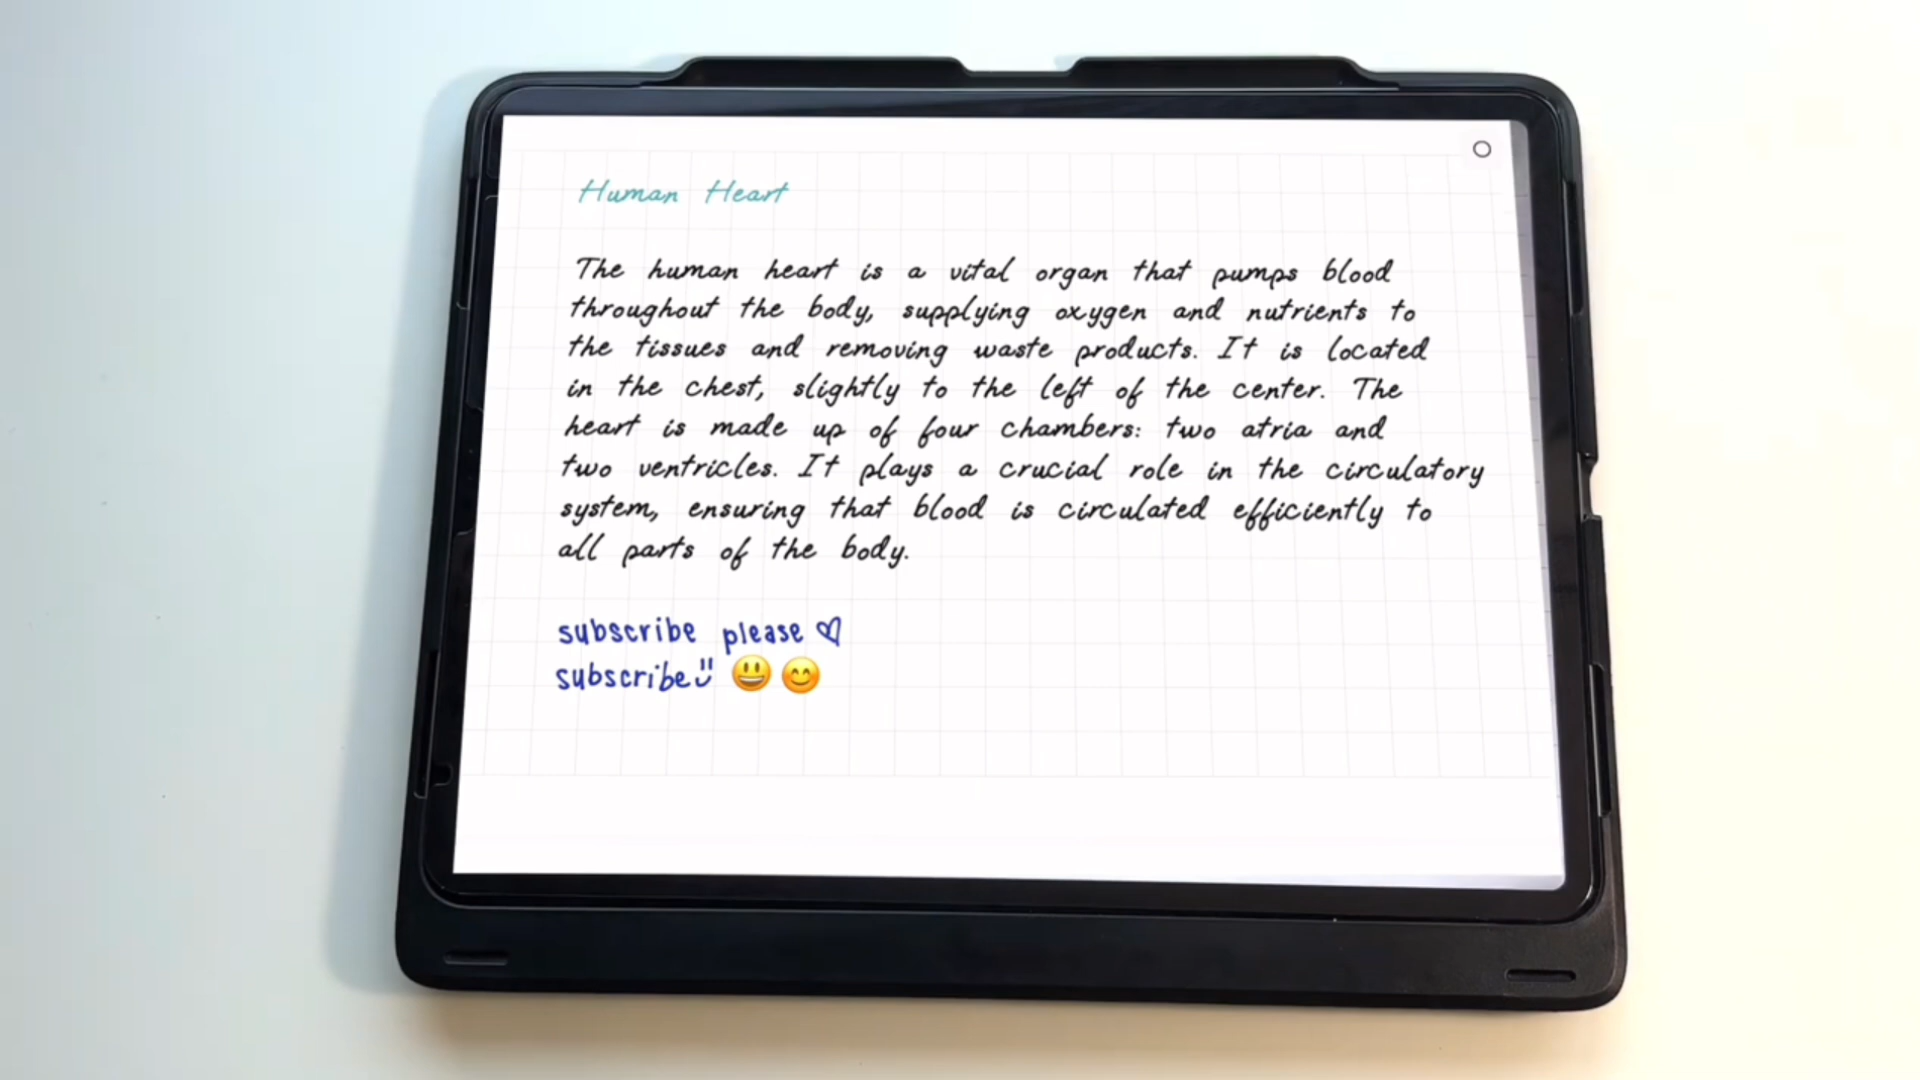 Human Heart
The human heart is a vital organ that pumps blood
throughout the body, supplying oxygen and nutrients to
the tissues and removing waste products. It is located
in the chest, slightly to the left of the center. The
heart is made up of four chambers: two atria and
two ventricles. It plays a crucial role in the circulatory
system, ensuring that blood is circulated efficiently to
all parts of the body.
subscribe please ♡
subscribe 😃 😊